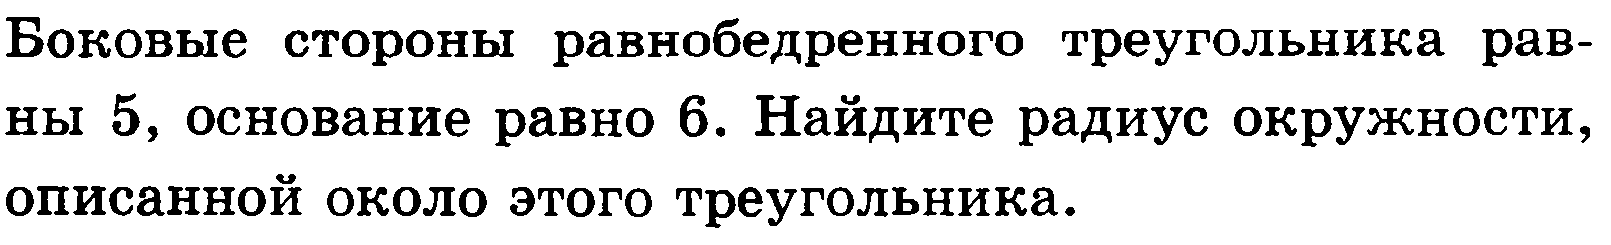 Боковые стороны равнобедренного треугольника рав-
ны 5, основание равно 6. Найдите радиус окружности,
описанной около этого треугольника.